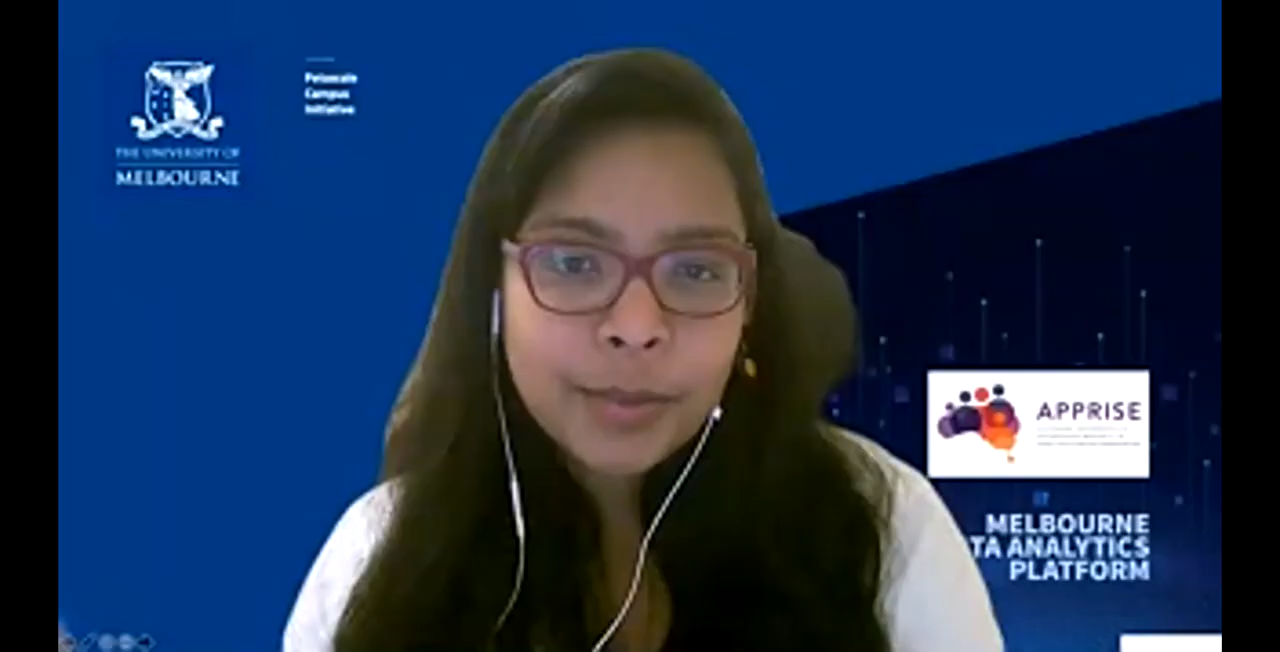 THE UNIVERSITY OF
MELBOURNE
Petascale
Campus
Initiative
APPRISE
MELBOURNE
TA ANALYTICS
PLATFORM